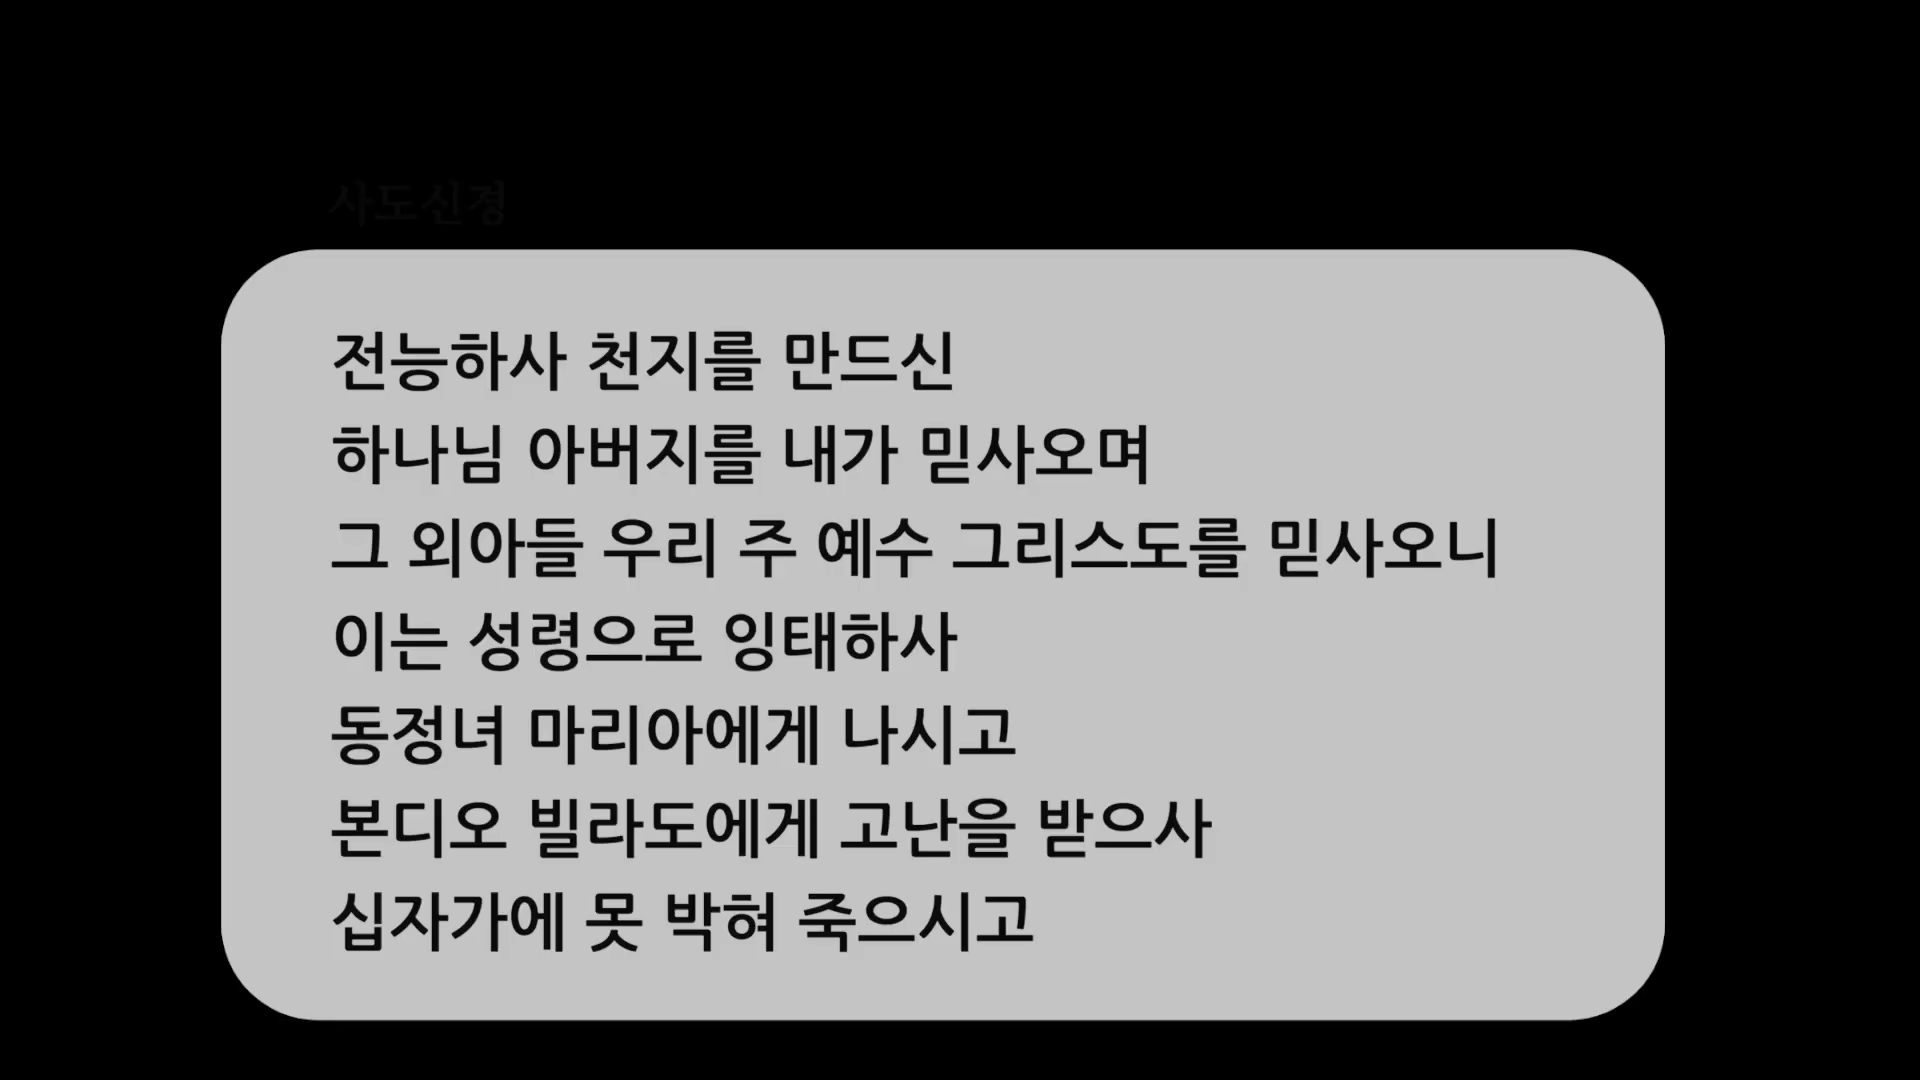 사도신경
전능하사 천지를 만드신
하나님 아버지를 내가 믿사오며
그 외아들 우리 주 예수 그리스도를 믿사오니
이는 성령으로 잉태하사
동정녀 마리아에게 나시고
본디오 빌라도에게 고난을 받으사
십자가에 못 박혀 죽으시고